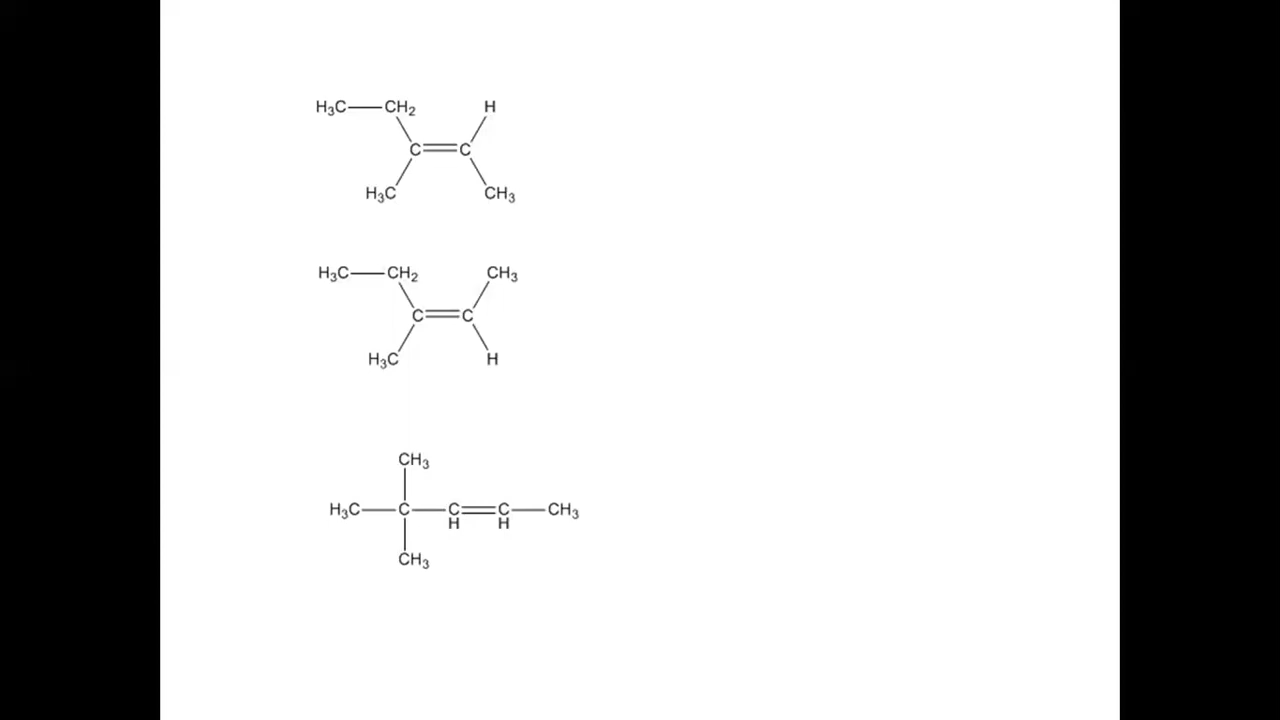 H₃C CH₂ H
C C
H₃C CH₃
H₃C CH₂ CH₃
C C
H₃C H
CH₃
H₃C C C C CH₃
H H
CH₃